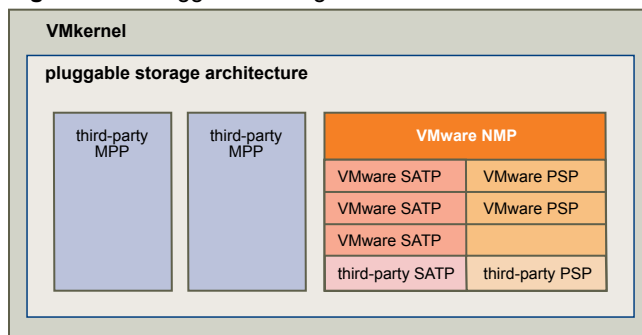 VMkernel
pluggable storage architecture
third-party
MPP
third-party
MPP
VMware NMP
VMware SATP
VMware PSP
VMware SATP
VMware PSP
VMware SATP
third-party SATP
third-party PSP